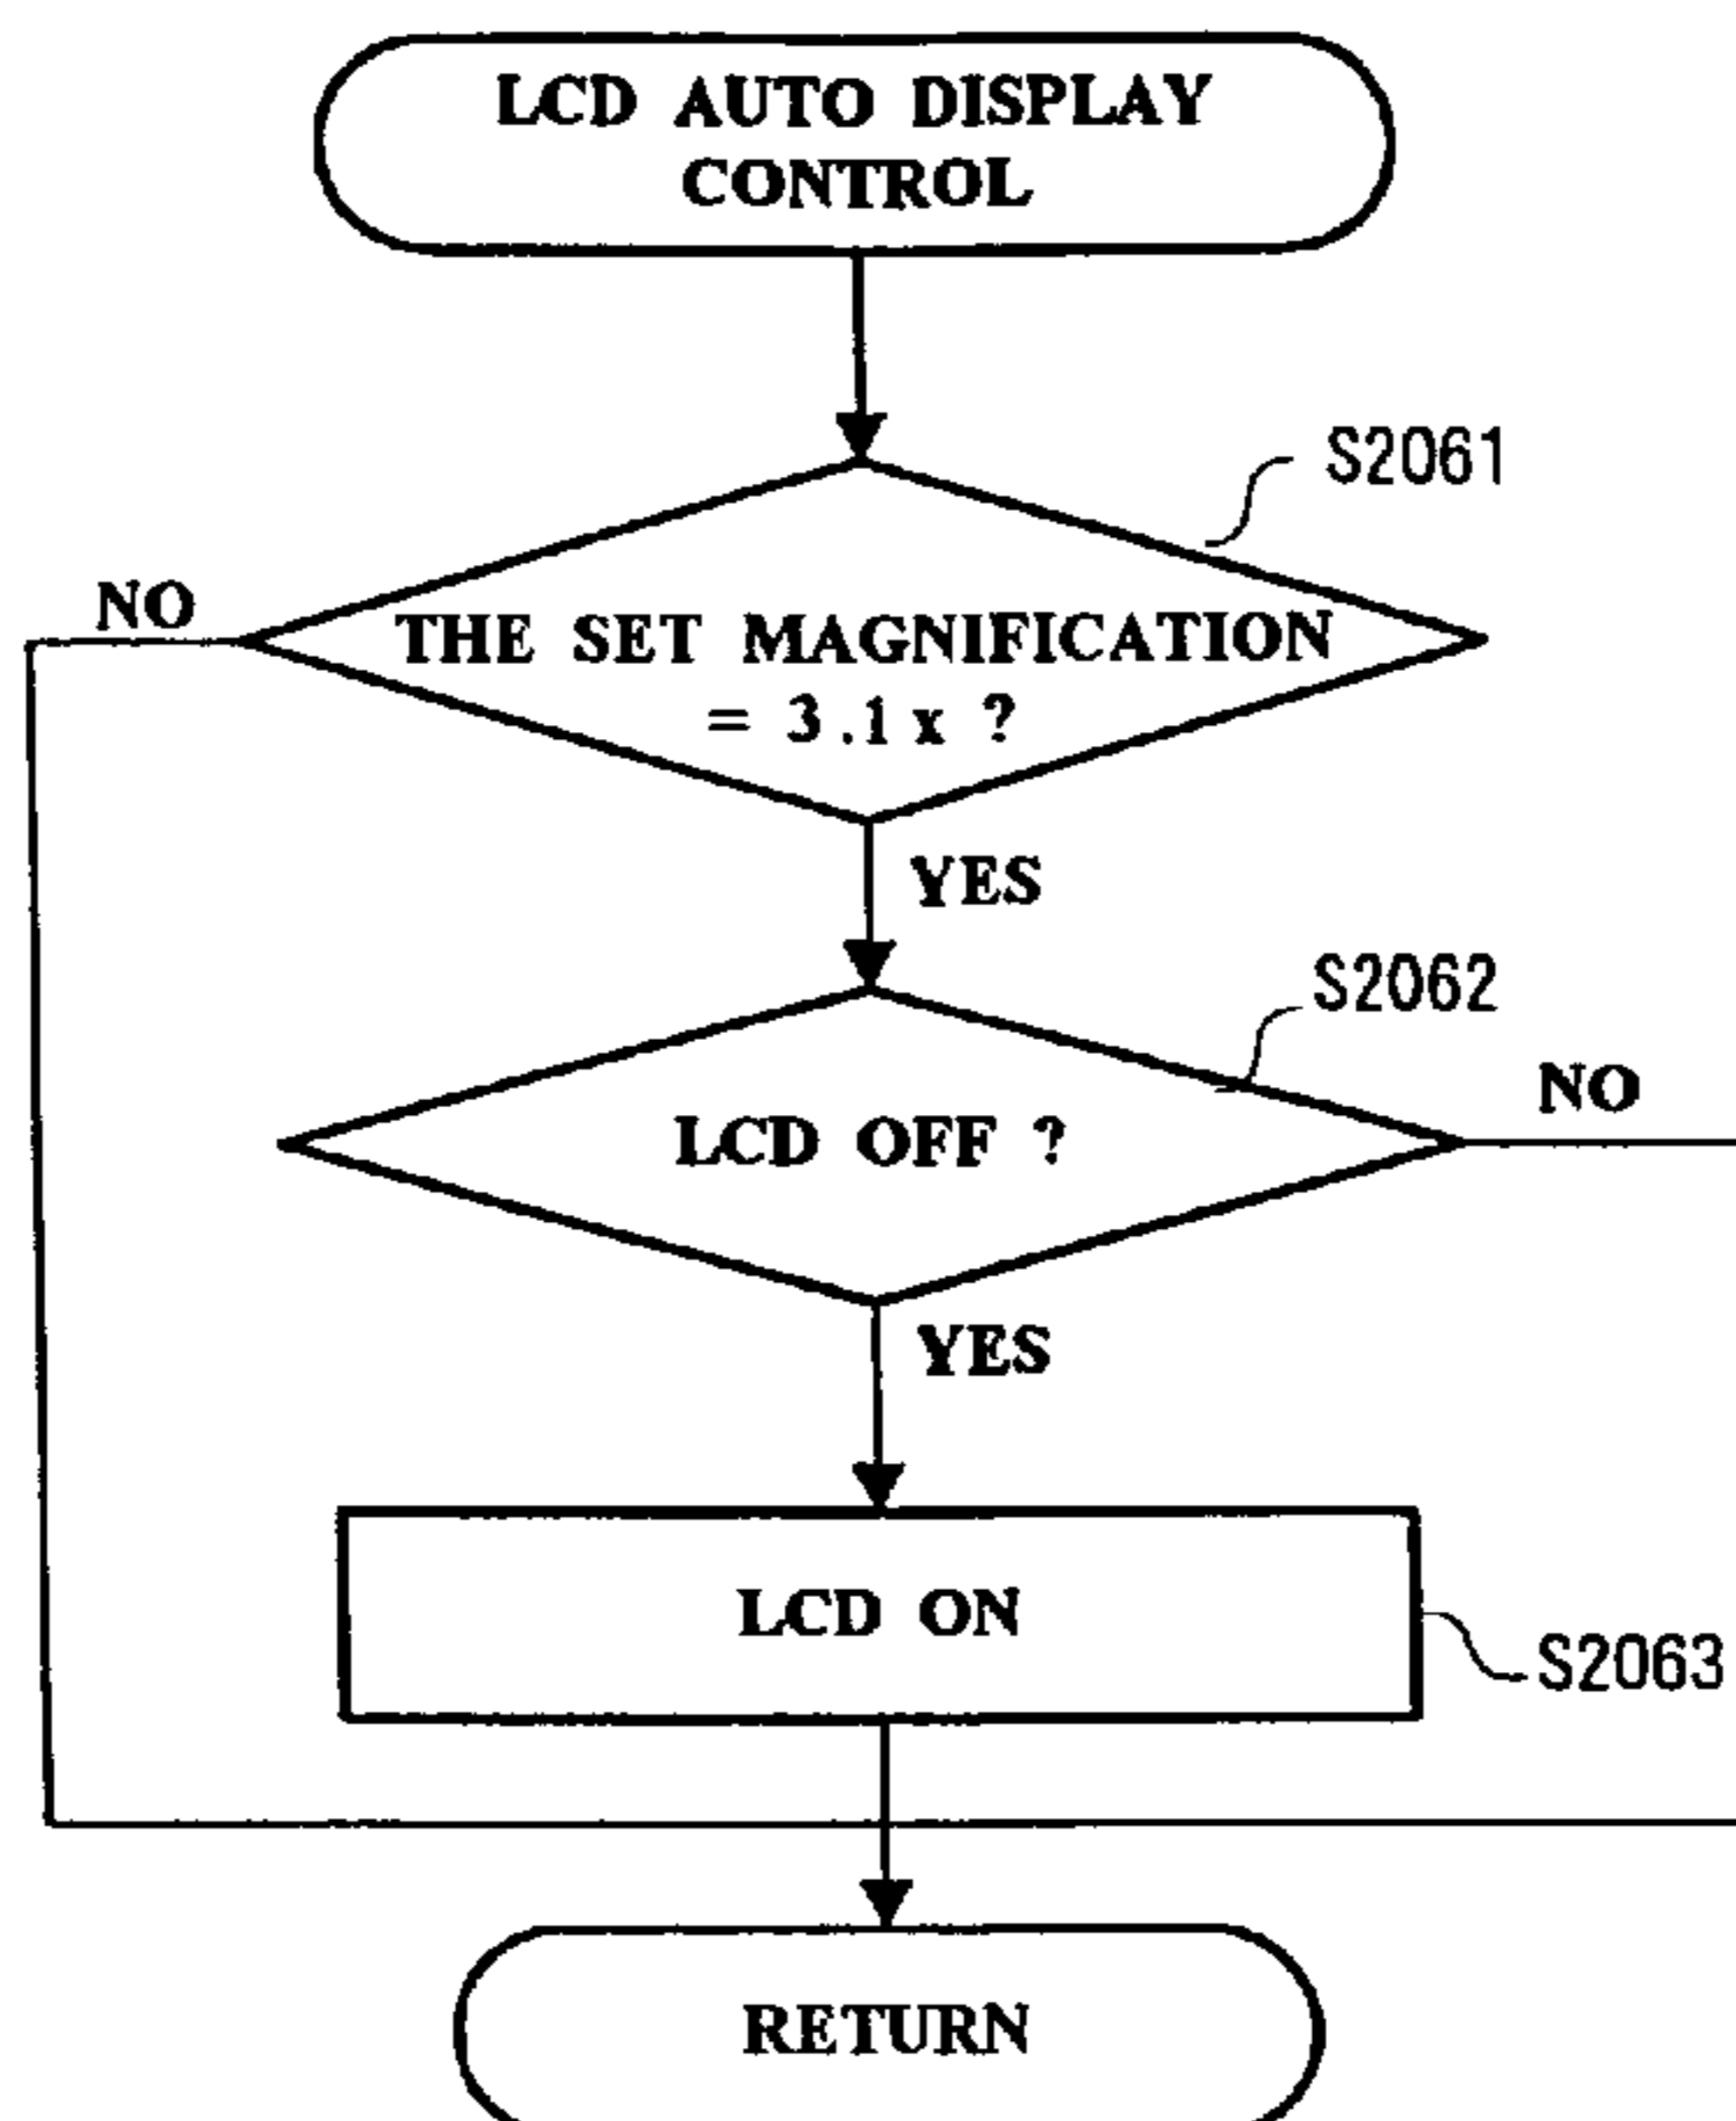 LCD AUTO DISPLAY
CONTROL
S2061
NO
THE SET MAGNIFICATION
= 3.1x ?
YES
S2062
NO
LCD OFF ?
YES
LCD ON
S2063
RETURN